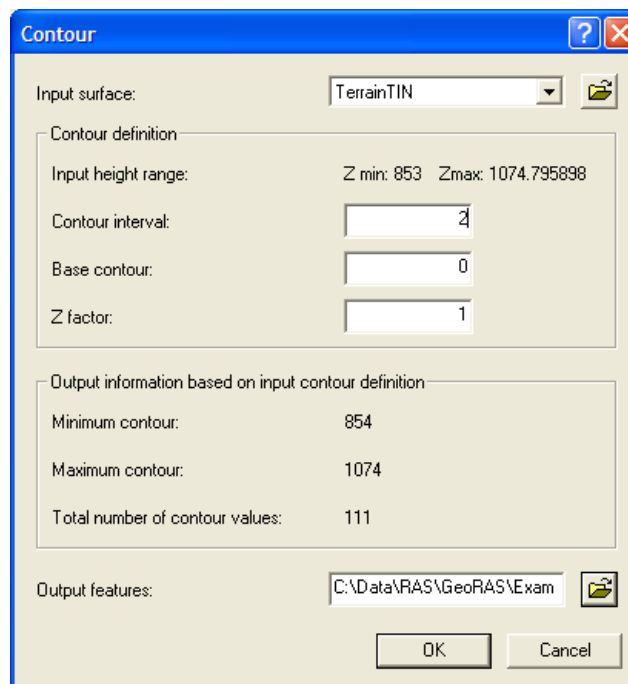 Contour
Input surface: TerrainTIN
Contour definition
Input height range: Z min: 853 Zmax: 1074.795898
Contour interval: 2
Base contour: 0
Z factor: 1
Output information based on input contour definition
Minimum contour: 854
Maximum contour: 1074
Total number of contour values: 111
Output features: C:\Data\RAS\GeoRAS\Exam
OK Cancel